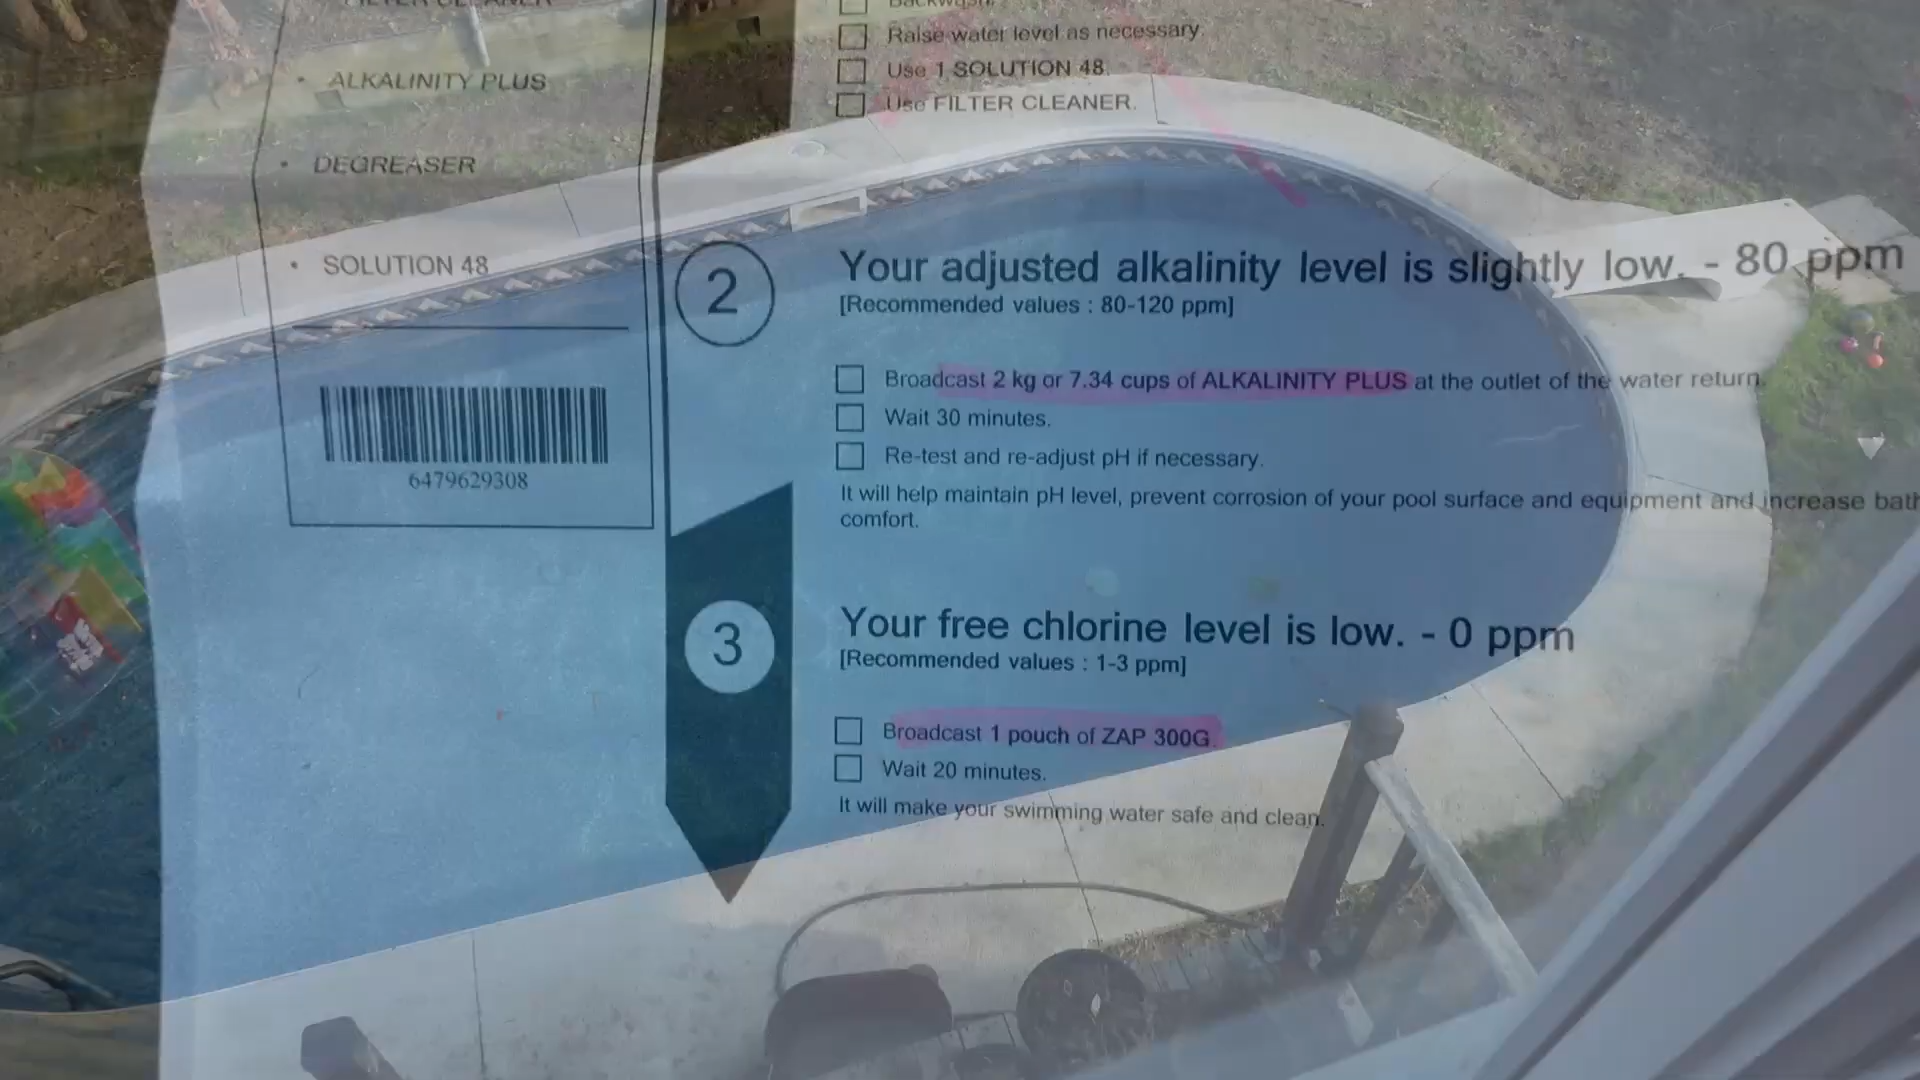 FILTER CLEANER
• ALKALINITY PLUS
• DEGREASER
• SOLUTION 48
6479629308
Backwash.
Raise water level as necessary.
Use 1 SOLUTION 48.
Use FILTER CLEANER.
2
Your adjusted alkalinity level is slightly low. - 80 ppm
[Recommended values : 80-120 ppm]
Broadcast 2 kg or 7.34 cups of ALKALINITY PLUS at the outlet of the water return.
Wait 30 minutes.
Re-test and re-adjust pH if necessary.
It will help maintain pH level, prevent corrosion of your pool surface and equipment and increase bath
comfort.
3
Your free chlorine level is low. - 0 ppm
[Recommended values : 1-3 ppm]
Broadcast 1 pouch of ZAP 300G.
Wait 20 minutes.
It will make your swimming water safe and clean.